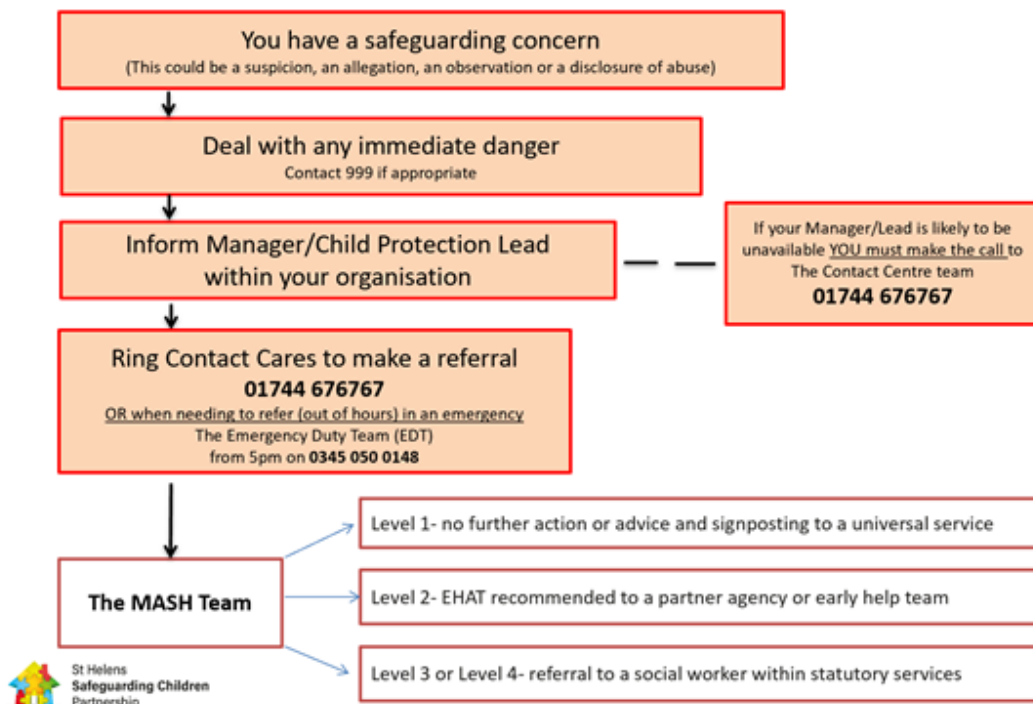 You have a safeguarding concern
(This could be a suspicion, an allegation, an observation or a disclosure of abuse)
Deal with any immediate danger
Contact 999 if appropriate
Inform Manager/Child Protection Lead
within your organisation
If your Manager/Lead is likely to be
unavailable YOU must make the call to
The Contact Centre team
01744 676767
Ring Contact Cares to make a referral
01744 676767
OR when needing to refer (out of hours) in an emergency
The Emergency Duty Team (EDT)
from 5pm on 0345 050 0148
The MASH Team
Level 1- no further action or advice and signposting to a universal service
Level 2- EHAT recommended to a partner agency or early help team
Level 3 or Level 4- referral to a social worker within statutory services
St Helens
Safeguarding Children
Partnership